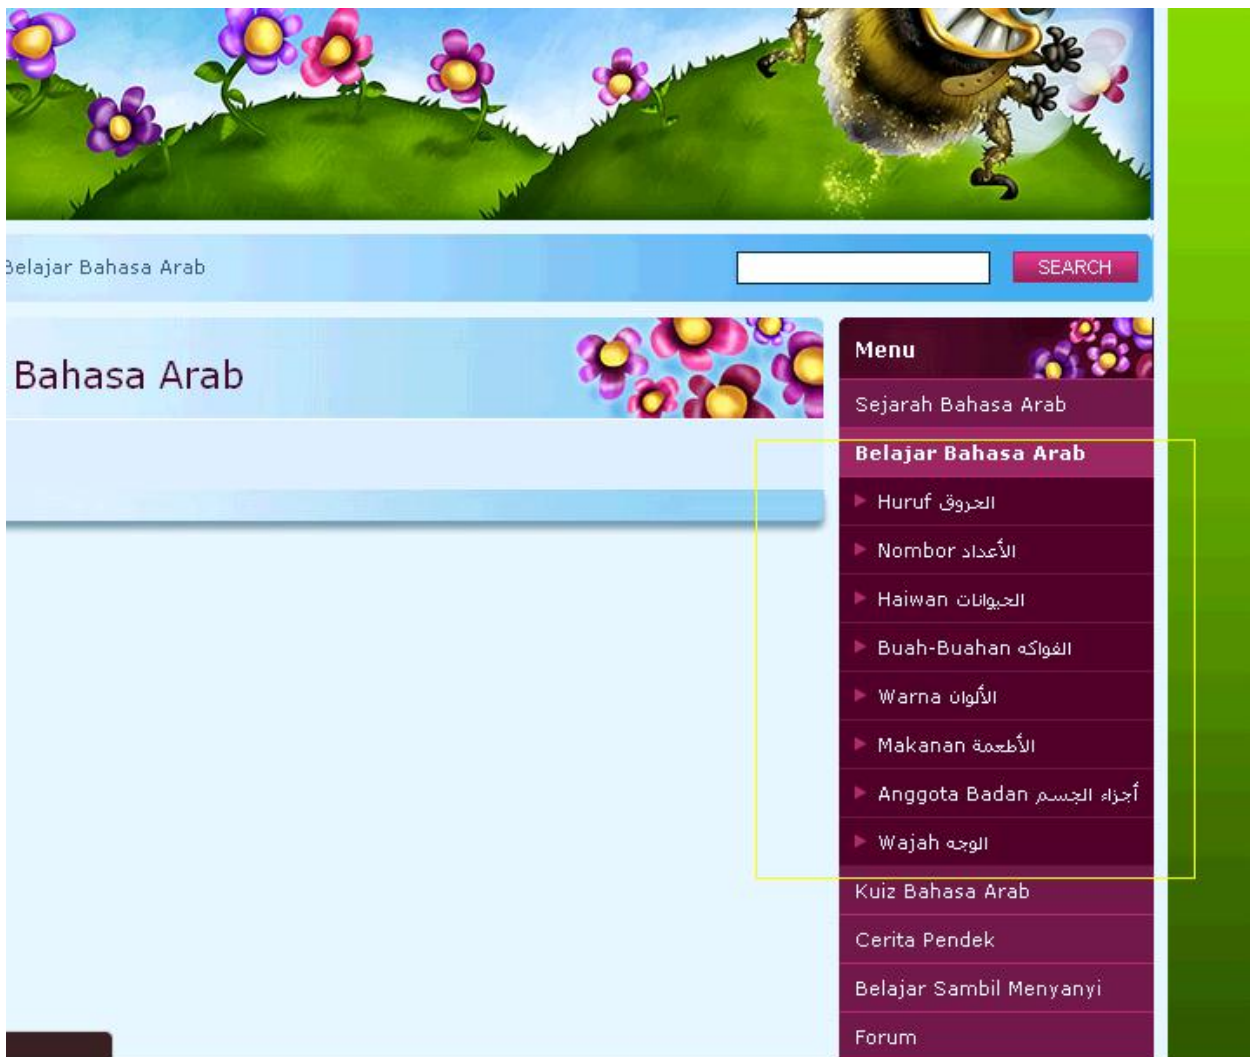 Belajar Bahasa Arab
SEARCH
Bahasa Arab
Menu
Sejarah Bahasa Arab
Belajar Bahasa Arab
Huruf الحروق
Nombor الأعداد
Haiwan الحيوانات
Buah-Buahan الفواكه
Warna الألوان
Makanan الأطعمة
Anggota Badan أجزاء الجسم
Wajah الوجه
Kuiz Bahasa Arab
Cerita Pendek
Belajar Sambil Menyanyi
Forum